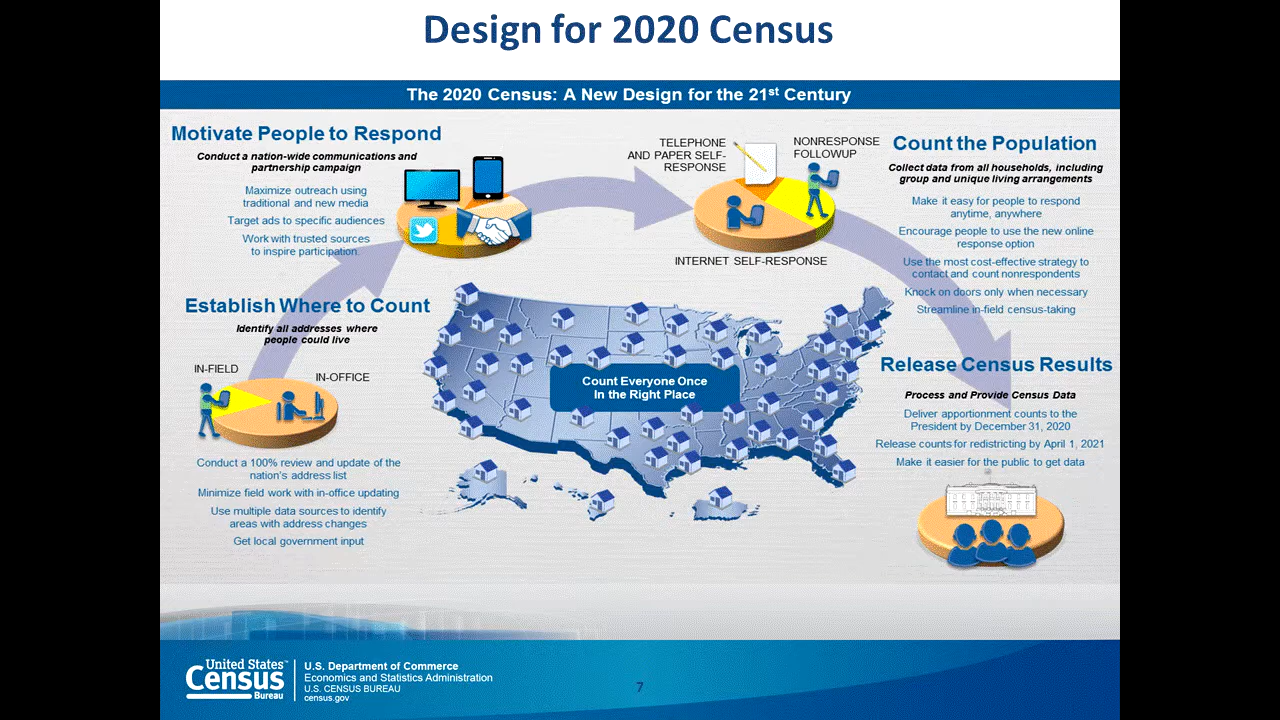 Design for 2020 Census
The 2020 Census: A New Design for the 21st Century
Motivate People to Respond
Conduct a nation-wide communications and
partnership campaign
Maximize outreach using
traditional and new media
Target ads to specific audiences
Work with trusted sources
to inspire participation.
TELEPHONE
AND PAPER SELF-
RESPONSE
NONRESPONSE
FOLLOWUP
INTERNET SELF-RESPONSE
Count the Population
Collect data from all households, including
group and unique living arrangements
Make it easy for people to respond
anytime, anywhere
Encourage people to use the new online
response option
Use the most cost-effective strategy to
contact and count nonrespondents
Knock on doors only when necessary
Streamline in-field census-taking
Establish Where to Count
Identify all addresses where
people could live
IN-FIELD
IN-OFFICE
Conduct a 100% review and update of the
nation's address list
Minimize field work with in-office updating
Use multiple data sources to identify
areas with address changes
Get local government input
Count Everyone Once
In the Right Place
Release Census Results
Process and Provide Census Data
Deliver apportionment counts to the
President by December 31, 2020
Release counts for redistricting by April 1, 2021
Make it easier for the public to get data
United States™
Census
Bureau
U.S. Department of Commerce
Economics and Statistics Administration
U.S. CENSUS BUREAU
census.gov
7